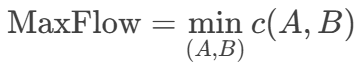 MaxFlow = min c(A, B)
(A,B)